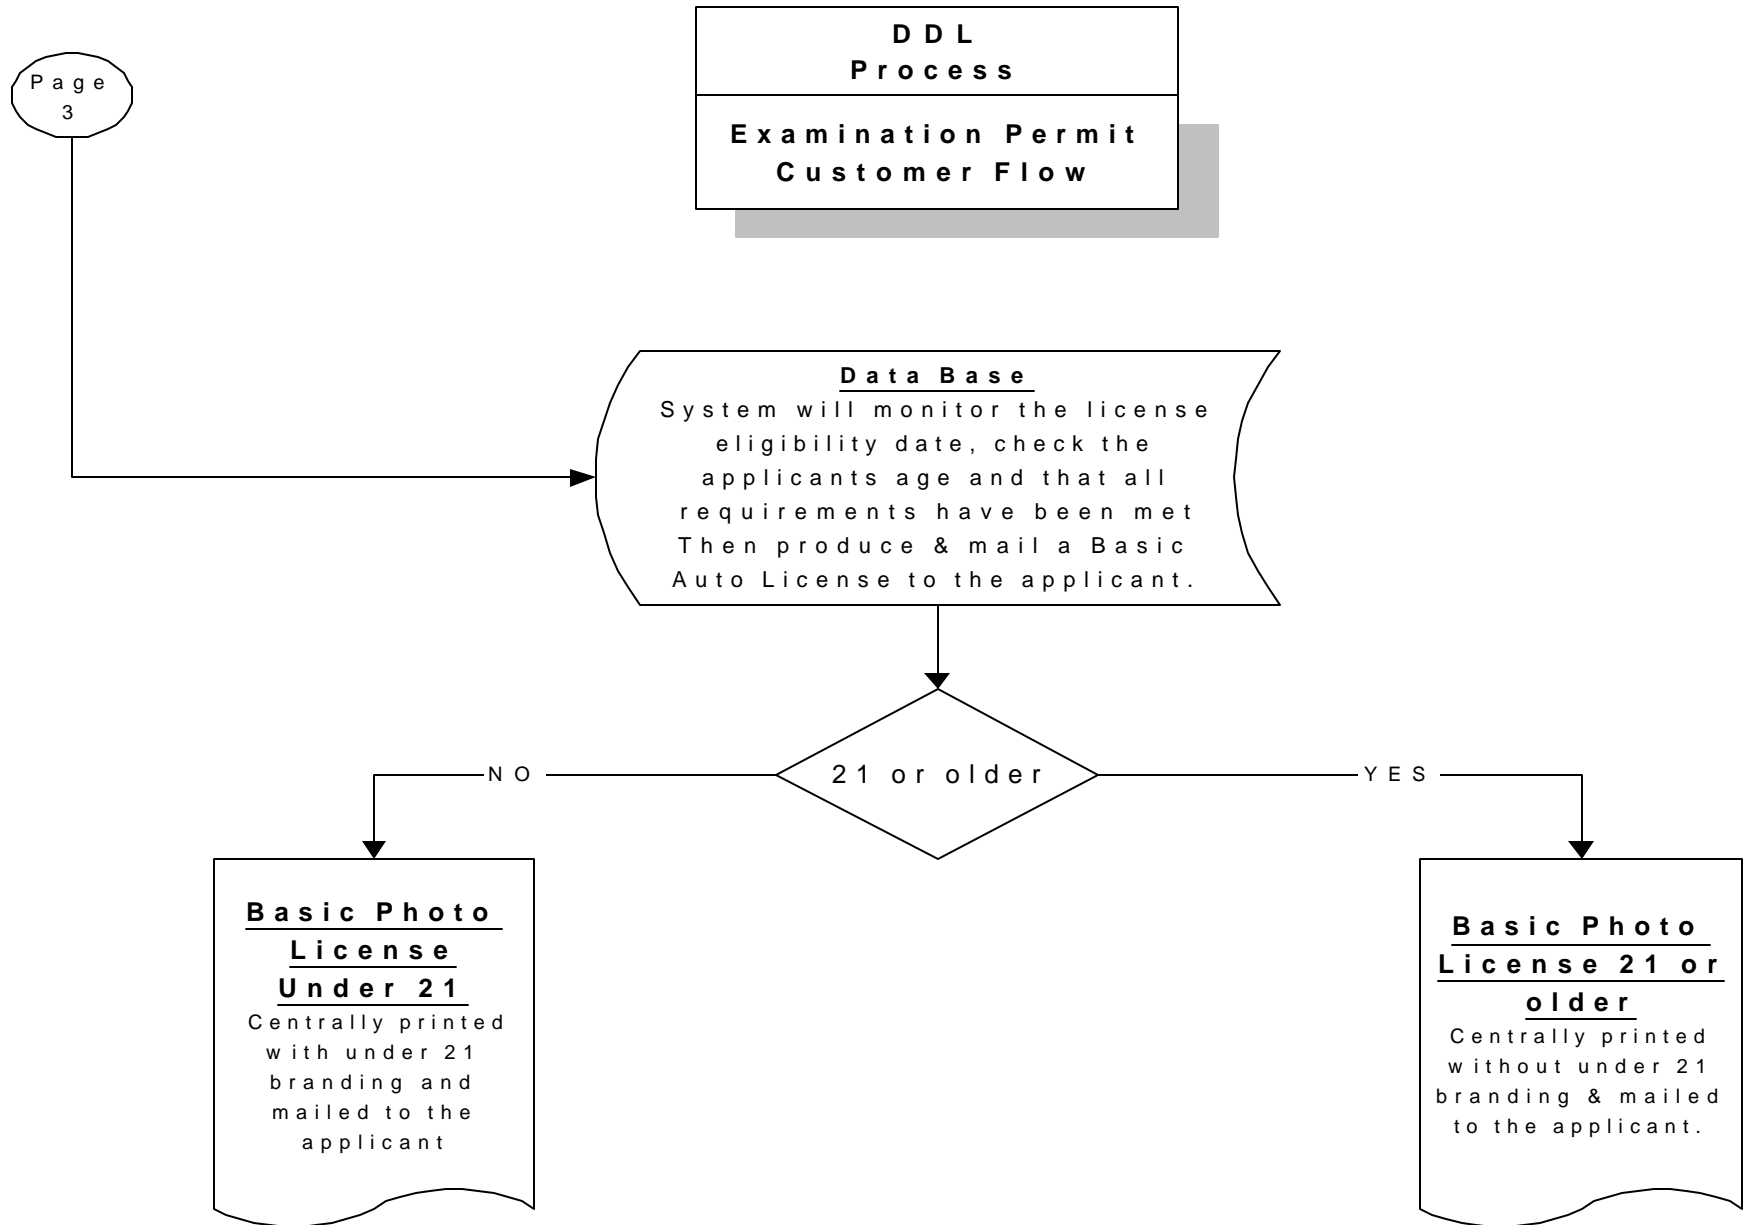 DDL
Process
Page
3
Examination Permit
Customer Flow
Data Base
System will monitor the license
eligibility date, check the
applicants age and that all
requirements have been met
Then produce & mail a Basic
Auto License to the applicant.
21 or older
NO
YES
Basic Photo
License
Under 21
Centrally printed
with under 21
branding and
mailed to the
applicant
Basic Photo
License 21 or
older
Centrally printed
without under 21
branding & mailed
to the applicant.